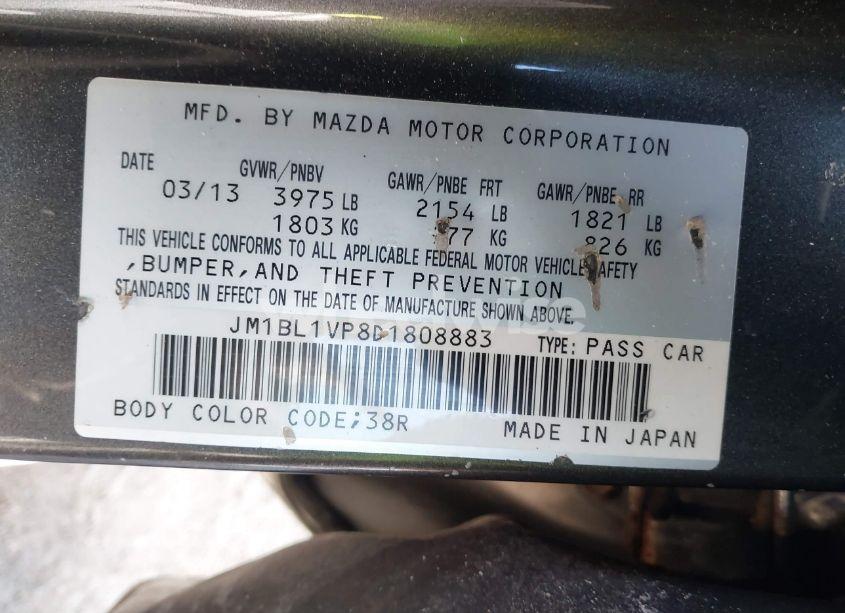 MFD. BY MAZDA MOTOR CORPORATION
DATE GVWR/PNBV GAWR/PNBE FRT GAWR/PNBE RR
03/13 3975 LB 2154 LB 1821 LB
1803 KG 77 KG 826 KG
THIS VEHICLE CONFORMS TO ALL APPLICABLE FEDERAL MOTOR VEHICLE SAFETY
,BUMPER,AND THEFT PREVENTION
STANDARDS IN EFFECT ON THE DATE OF MANUFACTURE SHOWN ABOVE.
JM1BL1VP8D1808883 TYPE: PASS CAR
BODY COLOR CODE;38R MADE IN JAPAN